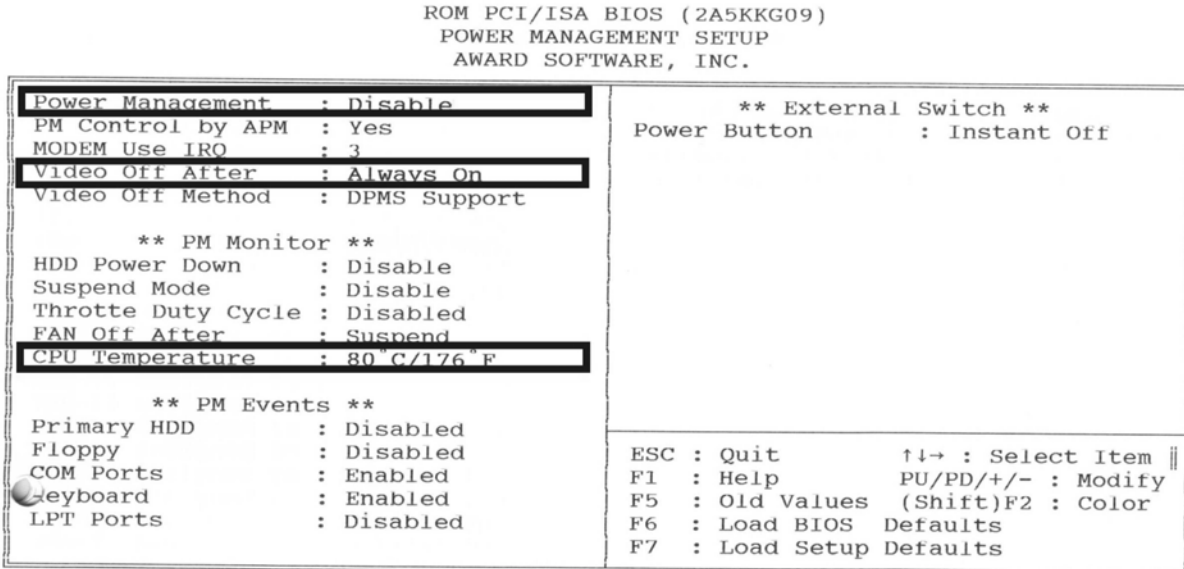 ROM PCI/ISA BIOS (2A5KKG09)
POWER MANAGEMENT SETUP
AWARD SOFTWARE, INC.
Power Management : Disable
PM Control by APM : Yes
MODEM Use IRQ : 3
Video Off After : Always On
Video Off Method : DPMS Support
** PM Monitor **
HDD Power Down : Disable
Suspend Mode : Disable
Throtte Duty Cycle : Disabled
FAN Off After : Suspend
CPU Temperature : 80°C/176°F
** PM Events **
Primary HDD : Disabled
Floppy : Disabled
COM Ports : Enabled
Keyboard : Enabled
LPT Ports : Disabled
** External Switch **
Power Button : Instant Off
ESC : Quit ↑↓→ : Select Item
F1 : Help PU/PD/+/- : Modify
F5 : Old Values (Shift)F2 : Color
F6 : Load BIOS Defaults
F7 : Load Setup Defaults